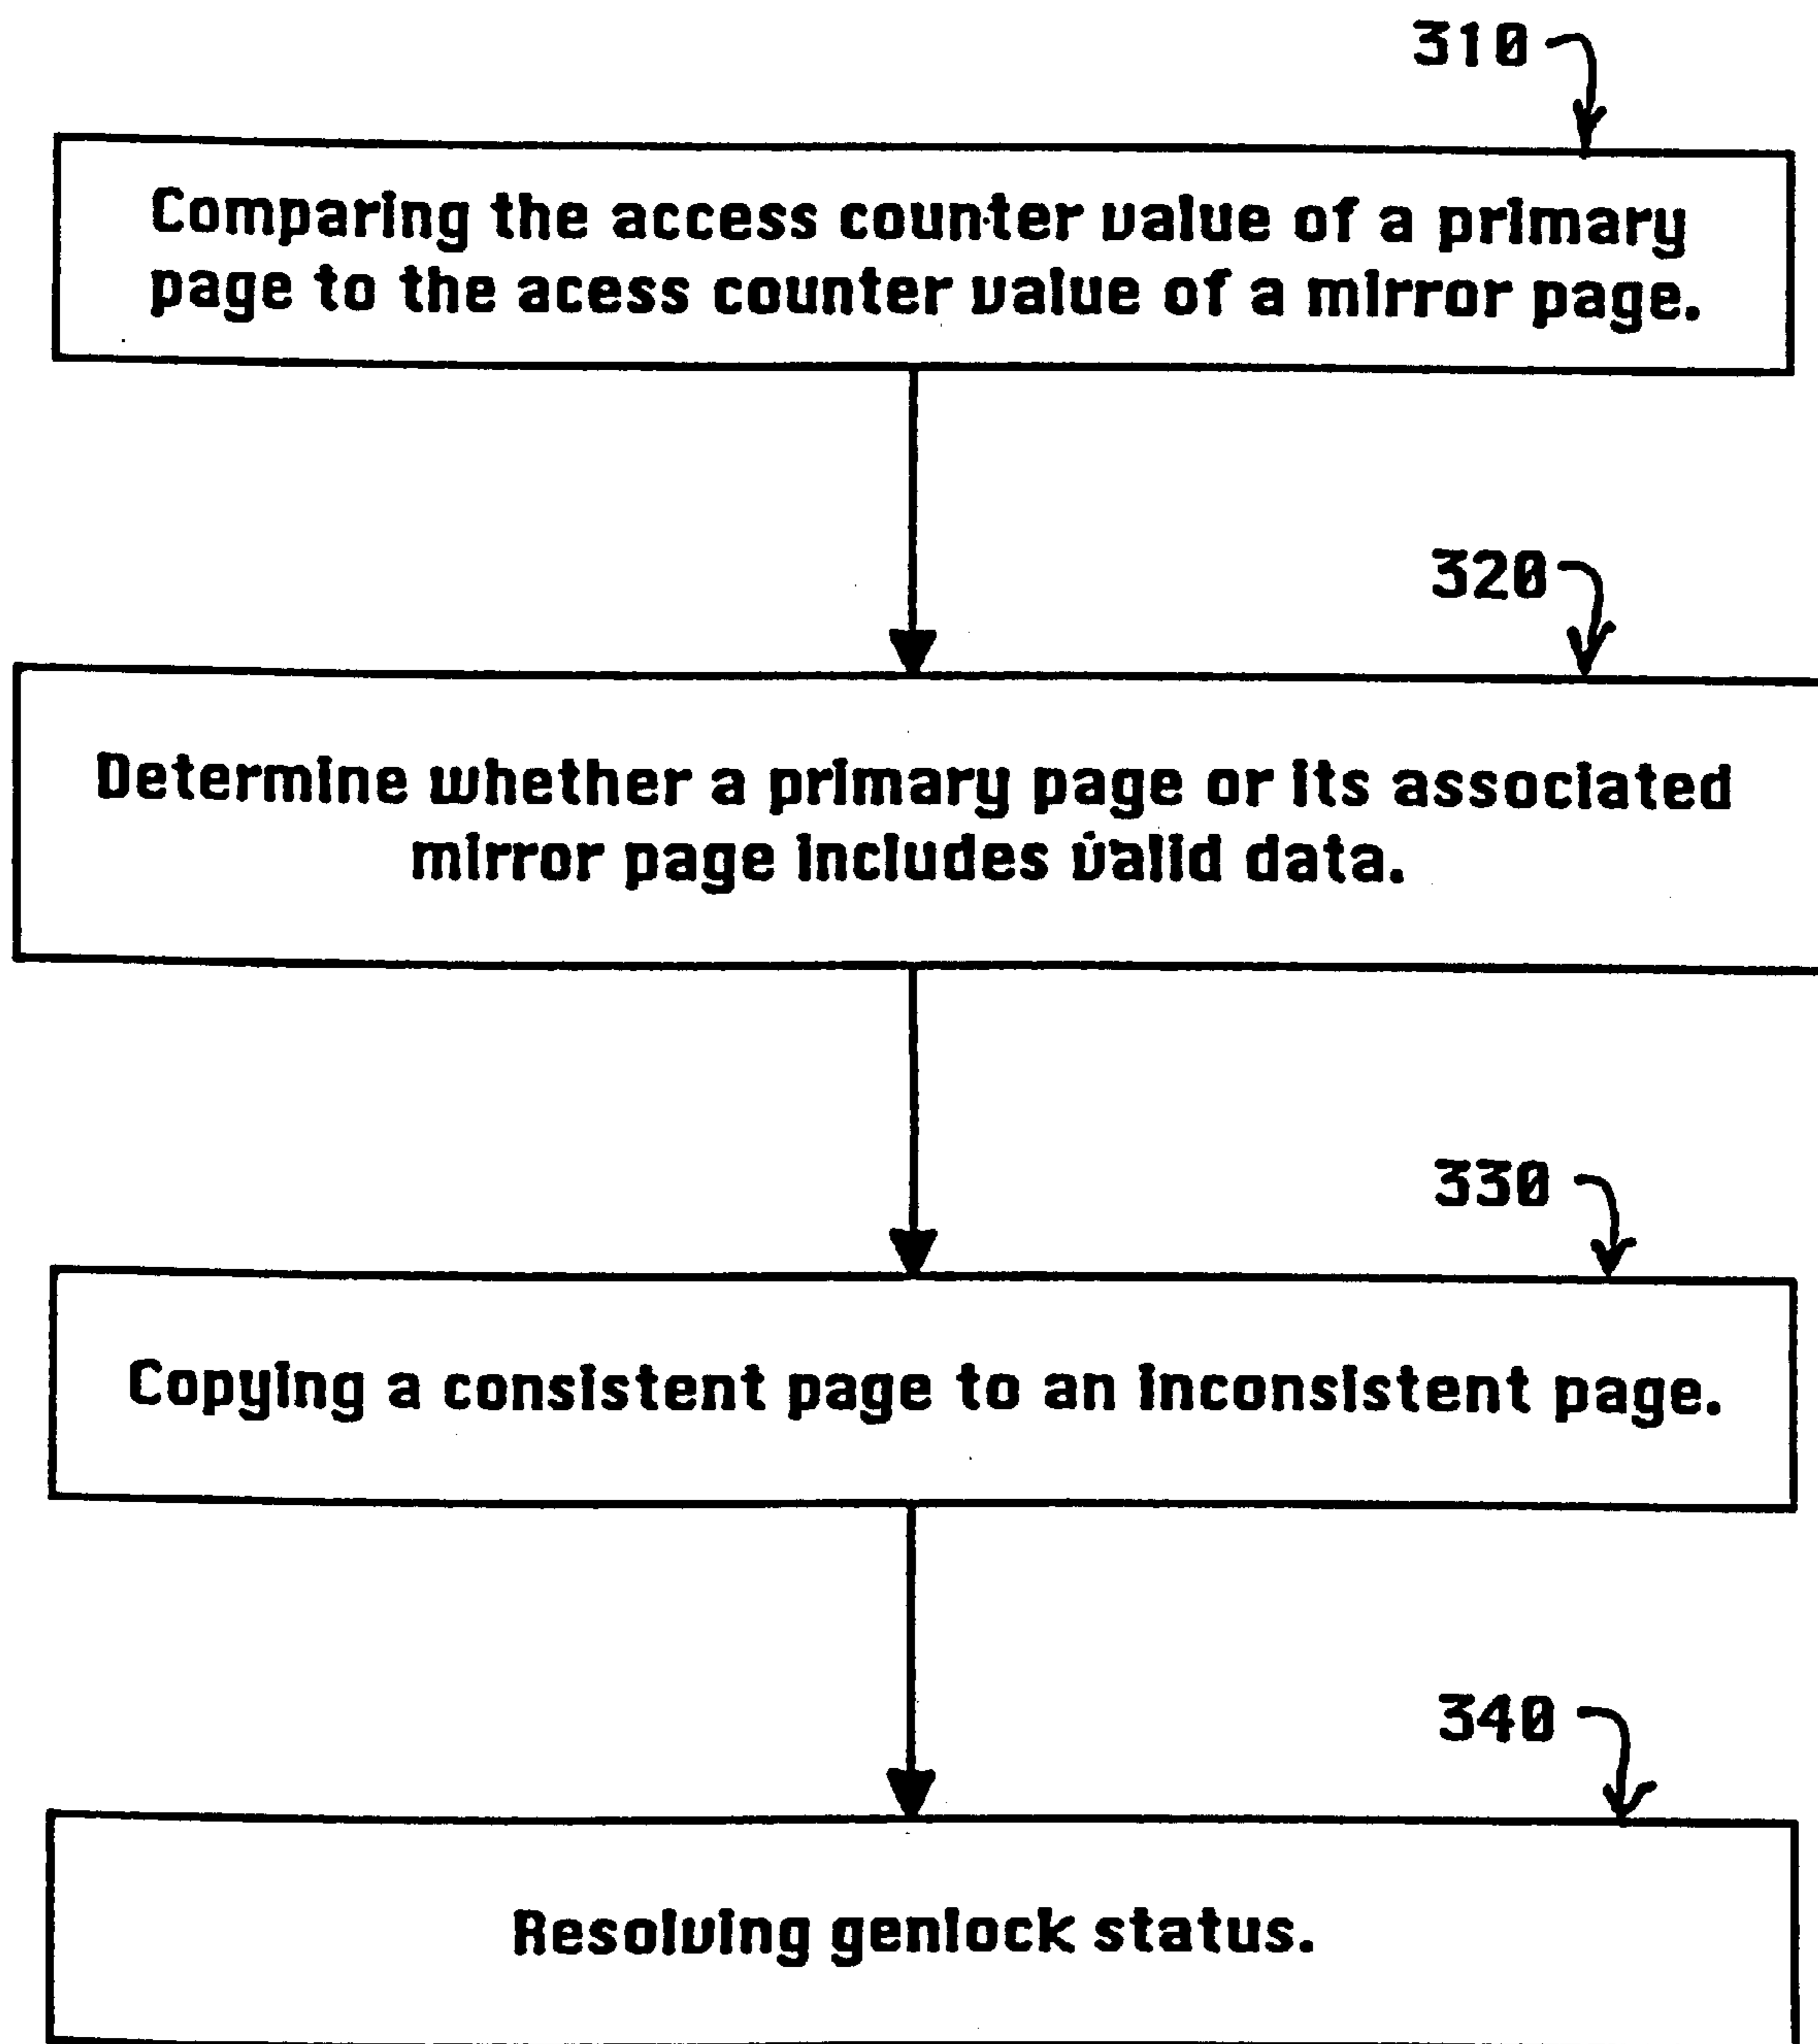 310
Comparing the access counter value of a primary
page to the acess counter value of a mirror page.
320
Determine whether a primary page or its associated
mirror page includes valid data.
330
Copying a consistent page to an inconsistent page.
340
Resolving genlock status.